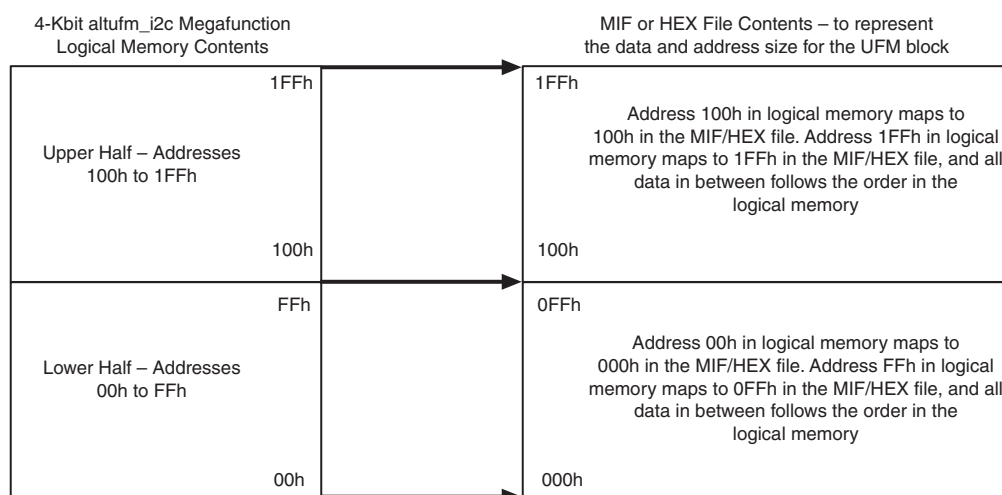 4-Kbit altufm_i2c Megafunction
Logical Memory Contents
MIF or HEX File Contents – to represent
the data and address size for the UFM block
1FFh
Upper Half – Addresses
100h to 1FFh
100h
1FFh
Address 100h in logical memory maps to
100h in the MIF/HEX file. Address 1FFh in logical
memory maps to 1FFh in the MIF/HEX file, and all
data in between follows the order in the
logical memory
100h
FFh
Lower Half – Addresses
00h to FFh
00h
0FFh
Address 00h in logical memory maps to
000h in the MIF/HEX file. Address FFh in logical
memory maps to 0FFh in the MIF/HEX file, and all
data in between follows the order in the
logical memory
000h